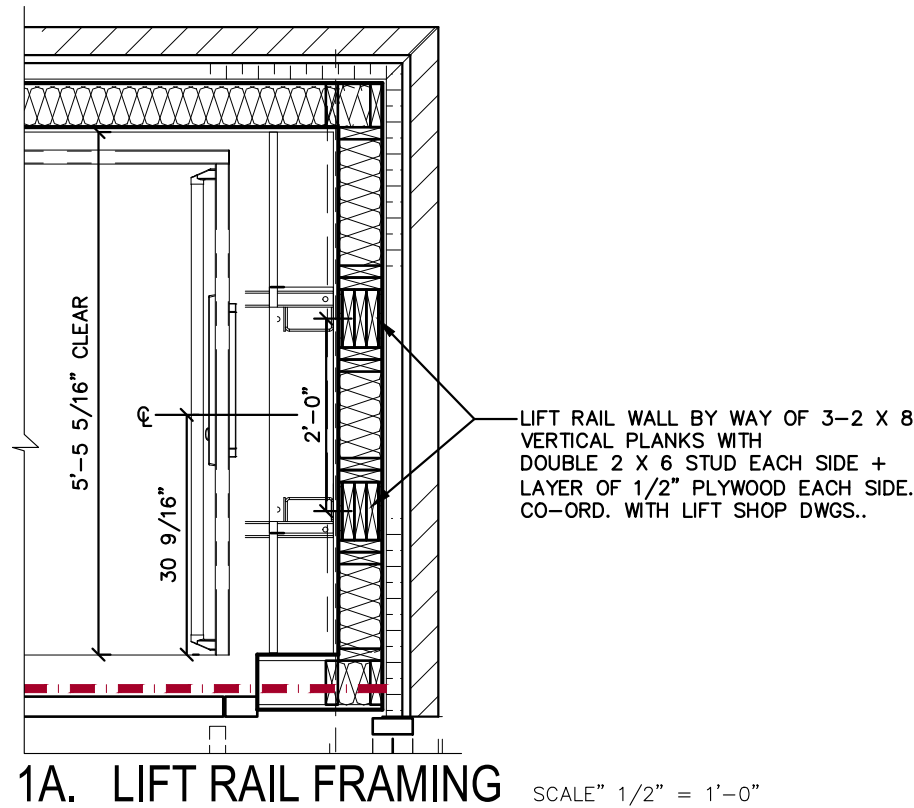 5'-5 5/16" CLEAR
30 9/16"
℄
2'-0"
LIFT RAIL WALL BY WAY OF 3-2 X 8
VERTICAL PLANKS WITH
DOUBLE 2 X 6 STUD EACH SIDE +
LAYER OF 1/2" PLYWOOD EACH SIDE.
CO-ORD. WITH LIFT SHOP DWGS..
1A. LIFT RAIL FRAMING SCALE" 1/2" = 1'-0"